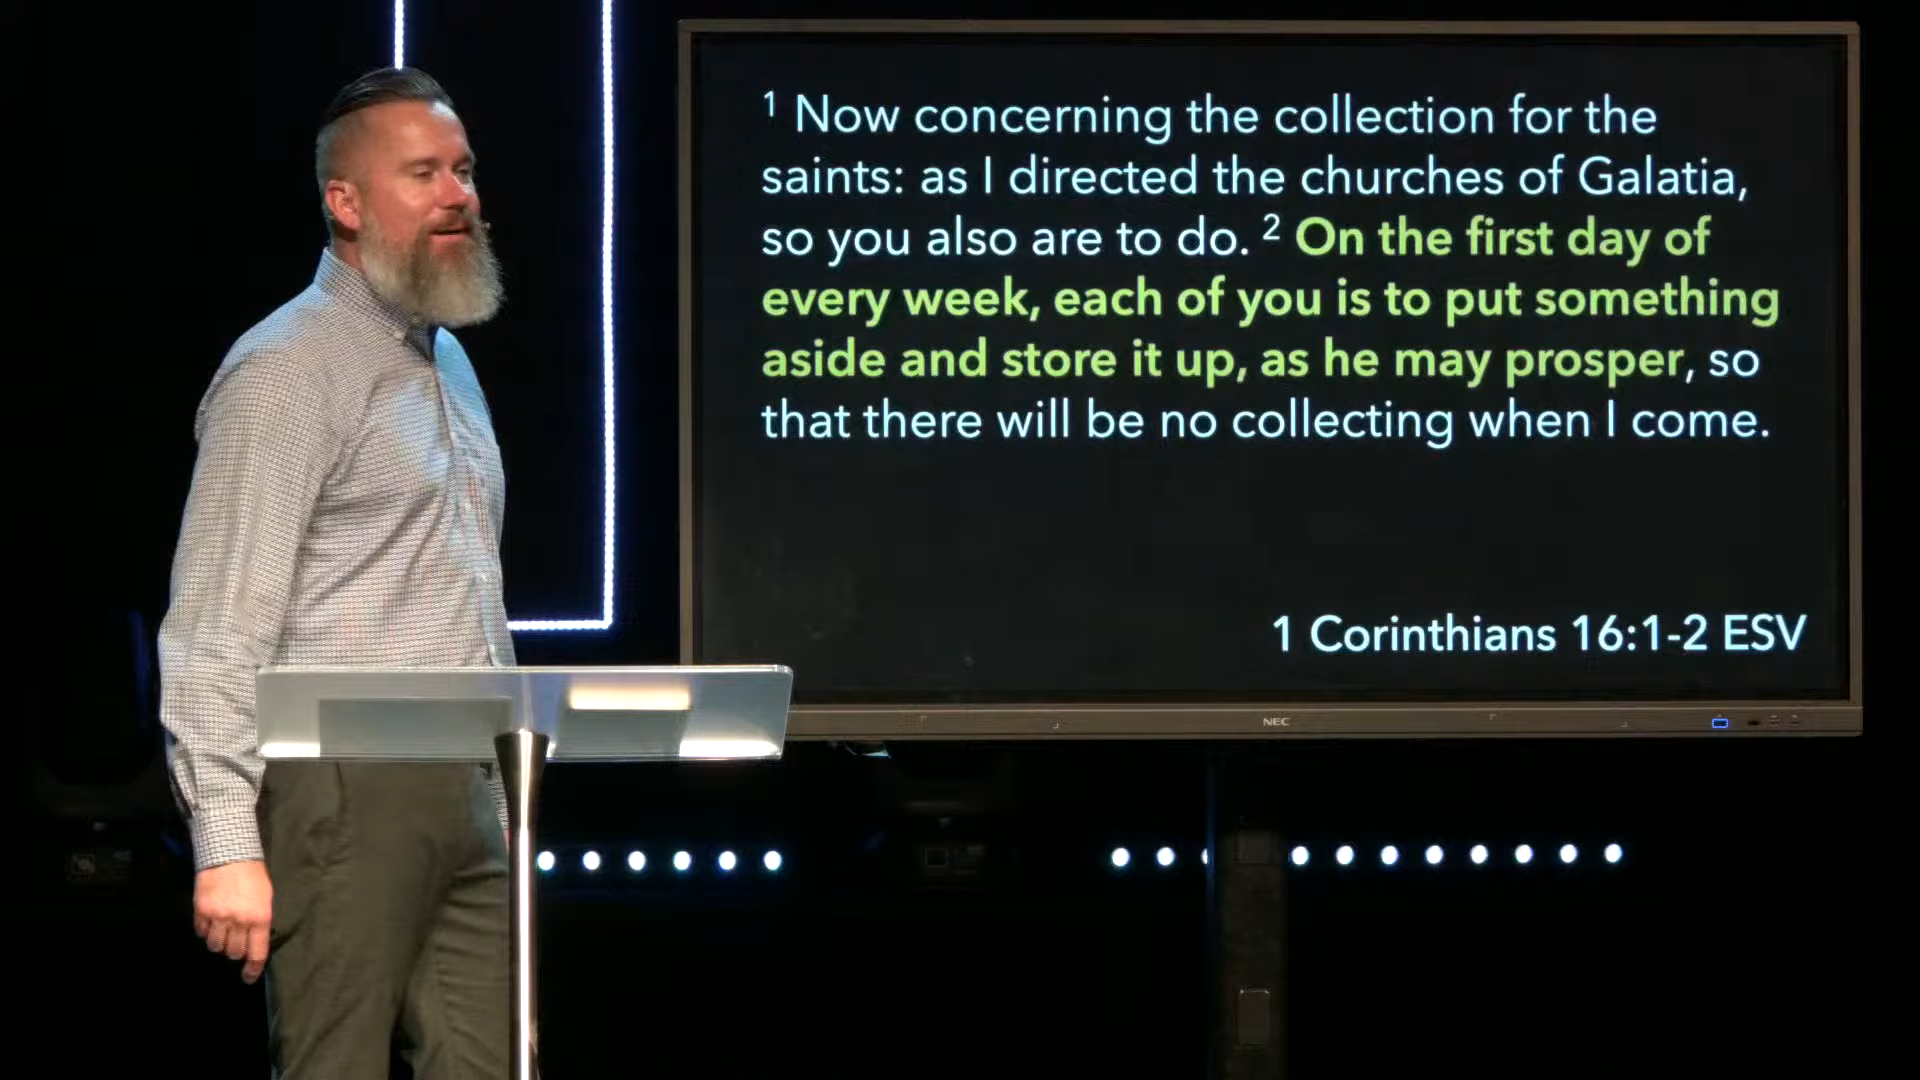 1 Now concerning the collection for the
saints: as I directed the churches of Galatia,
so you also are to do. 2 On the first day of
every week, each of you is to put something
aside and store it up, as he may prosper, so
that there will be no collecting when I come.
1 Corinthians 16:1-2 ESV
NEC